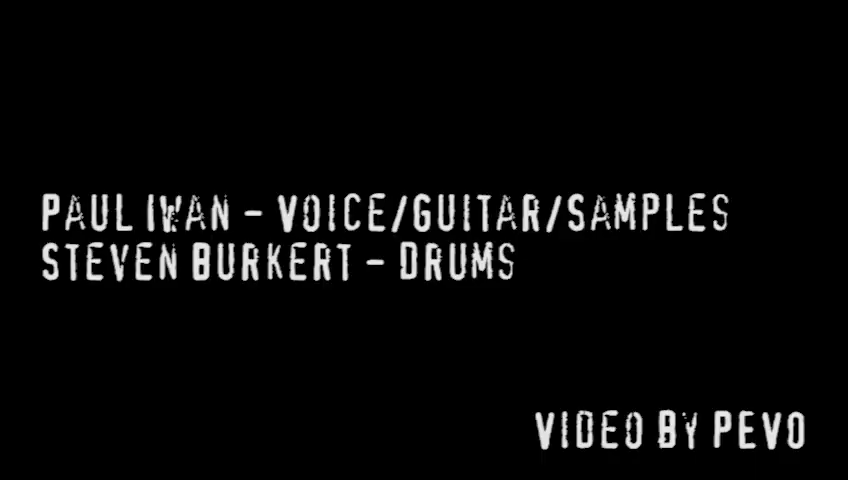 PAUL IWAN - VOICE/GUITAR/SAMPLES
STEVEN BURKERT - DRUMS
VIDEO BY PEVO